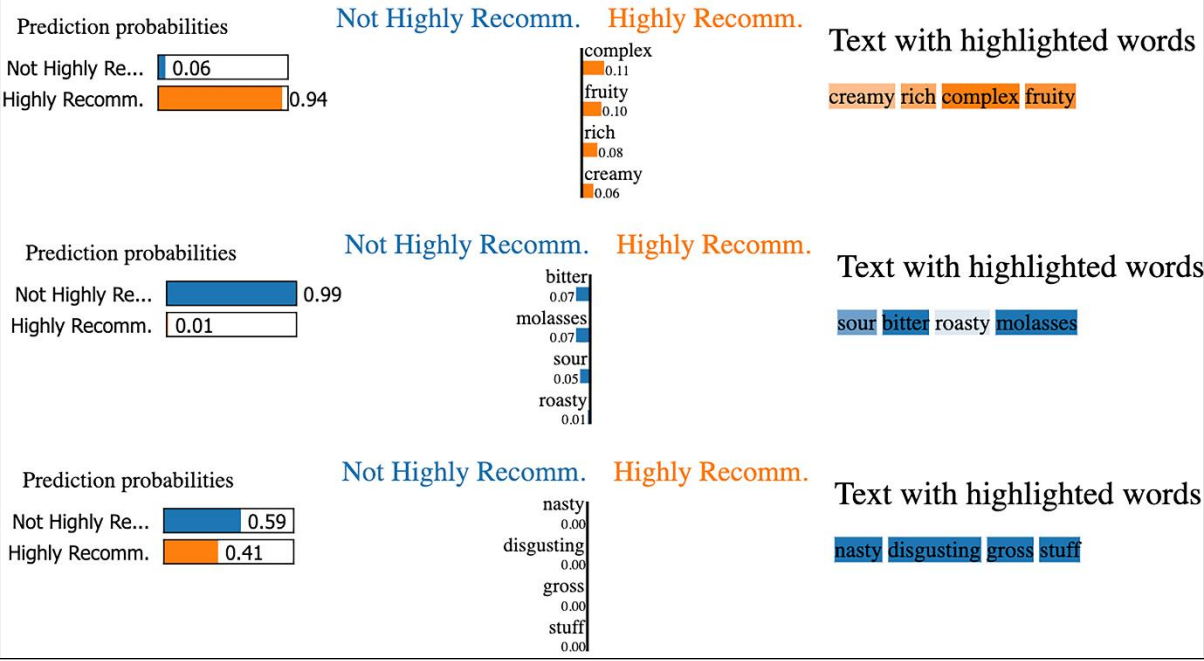 Prediction probabilities
Not Highly Re... 0.06
Highly Recomm. 0.94
Not Highly Recomm. Highly Recomm.
complex
0.11
fruity
0.10
rich
0.08
creamy
0.06
Text with highlighted words
creamy rich complex fruity
Prediction probabilities
Not Highly Re... 0.99
Highly Recomm. 0.01
Not Highly Recomm. Highly Recomm.
bitter
0.07
molasses
0.07
sour
0.05
roasty
0.01
Text with highlighted words
sour bitter roasty molasses
Prediction probabilities
Not Highly Re... 0.59
Highly Recomm. 0.41
Not Highly Recomm. Highly Recomm.
nasty
0.00
disgusting
0.00
gross
0.00
stuff
0.00
Text with highlighted words
nasty disgusting gross stuff